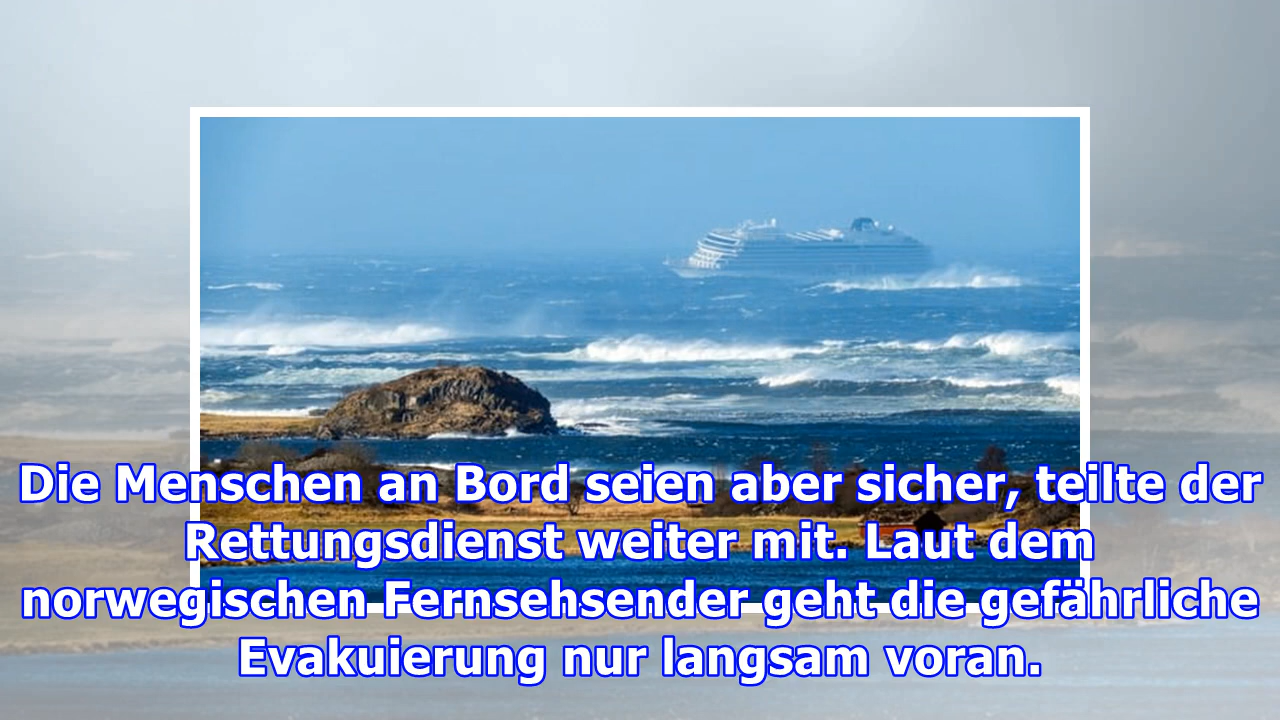 Die Menschen an Bord seien aber sicher, teilte der
Rettungsdienst weiter mit. Laut dem
norwegischen Fernsehsender geht die gefährliche
Evakuierung nur langsam voran.